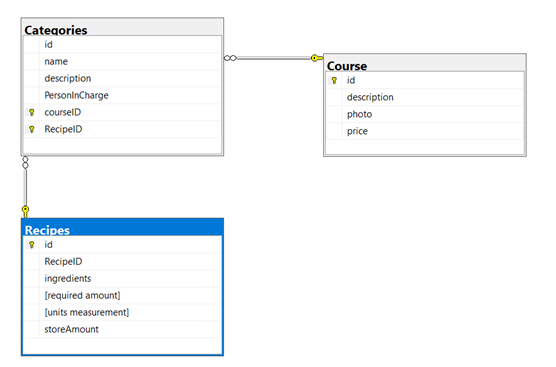 Categories
id
name
description
PersonInCharge
courseID
RecipeID
Course
id
description
photo
price
Recipes
id
RecipeID
ingredients
[required amount]
[units measurement]
storeAmount